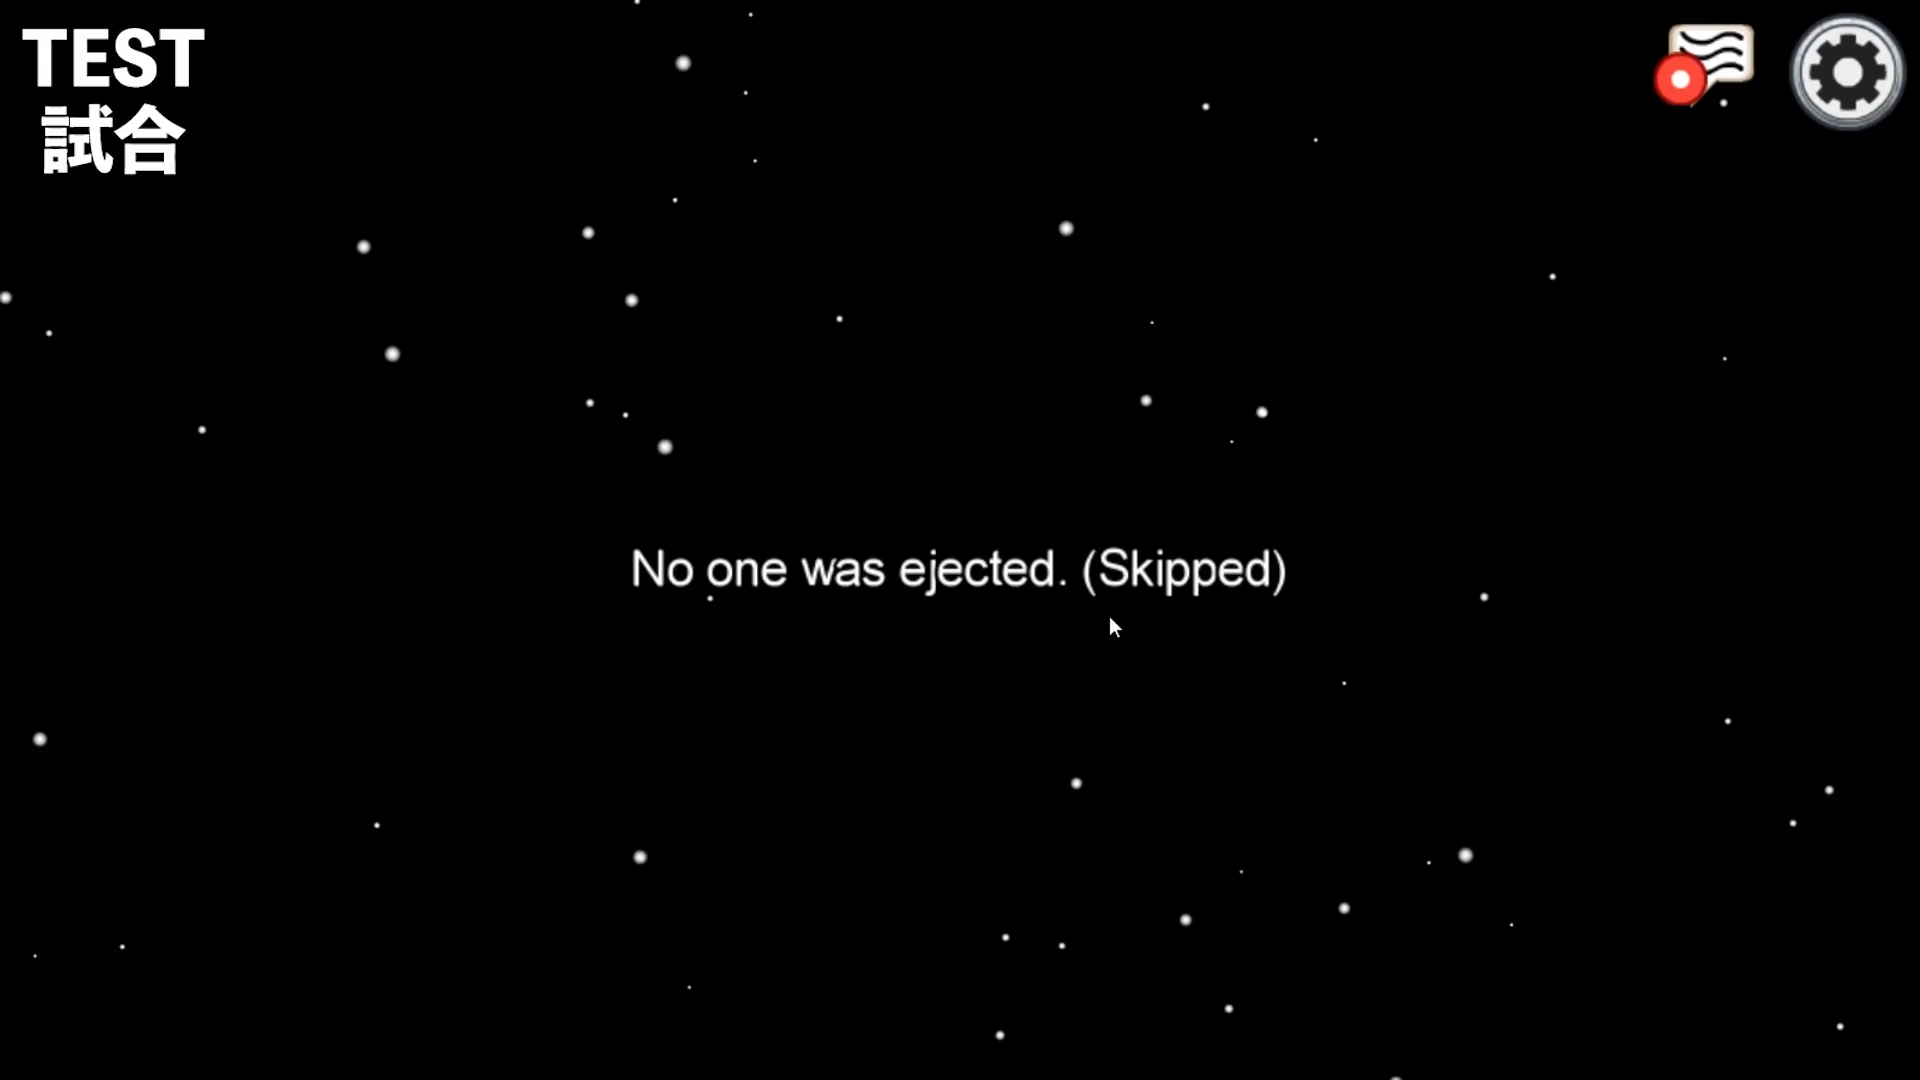 TEST
試合
No one was ejected. (Skipped)